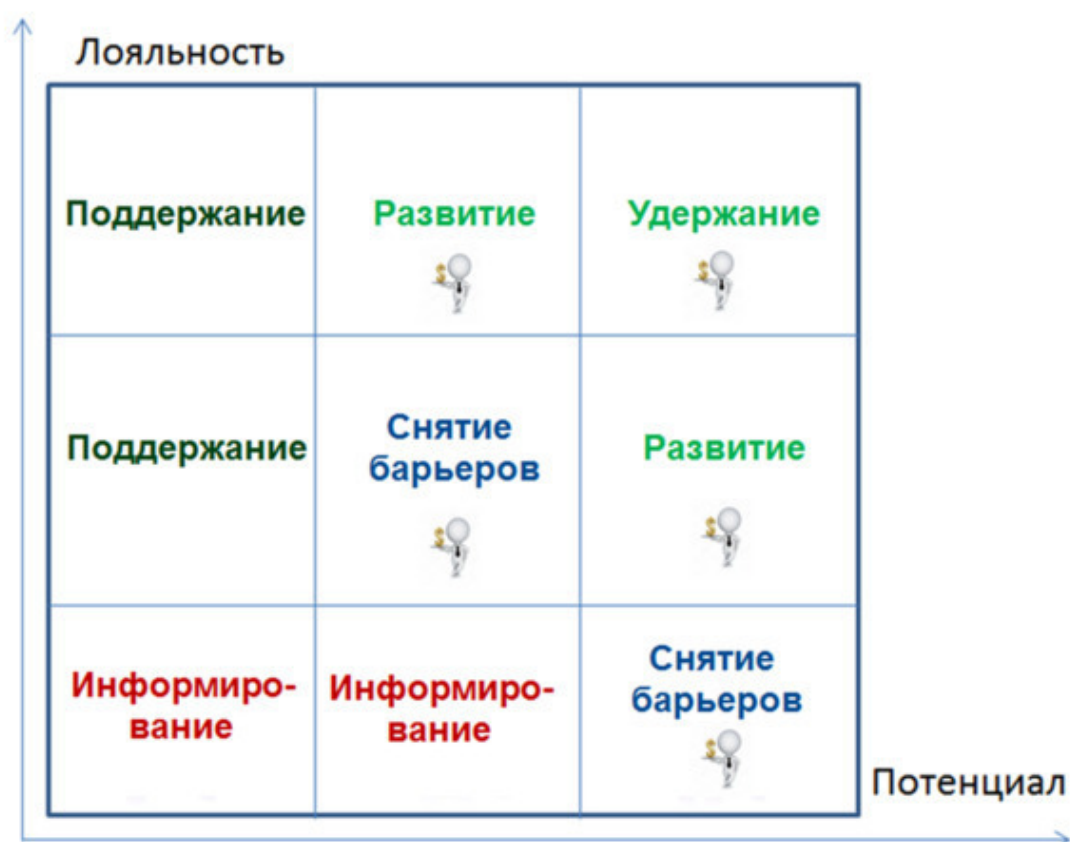 Лояльность
Поддержание
Развитие
Удержание
Поддержание
Снятие
барьеров
Развитие
Информиро-
вание
Информиро-
вание
Снятие
барьеров
Потенциал